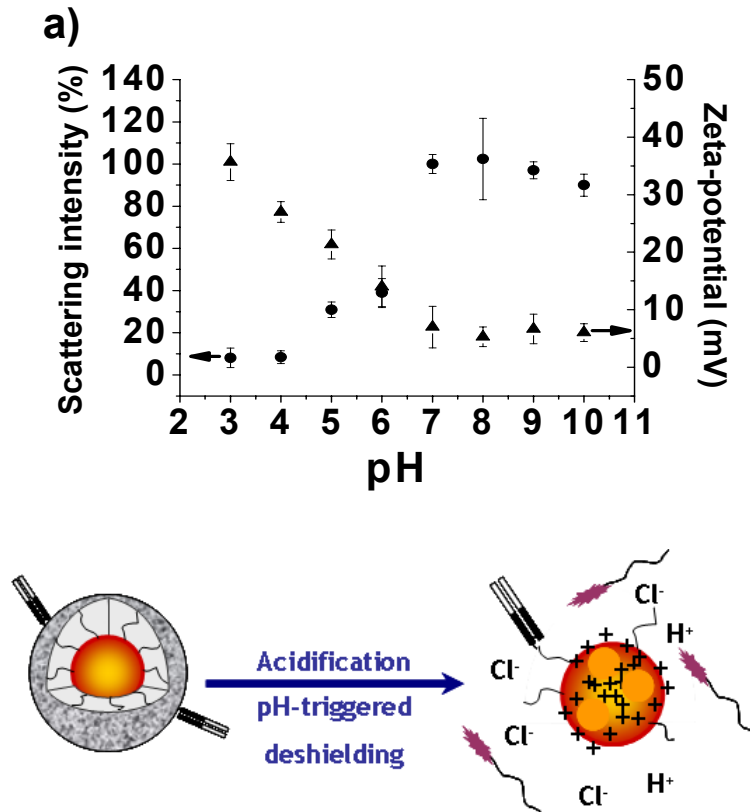 a)
Scattering intensity (%)
140
120
100
80
60
40
20
0
50
40
30
20
10
0
Zeta-potential (mV)
2 3 4 5 6 7 8 9 10 11
pH
Acidification
pH-triggered
deshielding
Cl⁻
H⁺
Cl⁻
Cl⁻
Cl⁻
H⁺
+ + + + + + + + + + + + + + + + + + + + + + + + + + + + + +